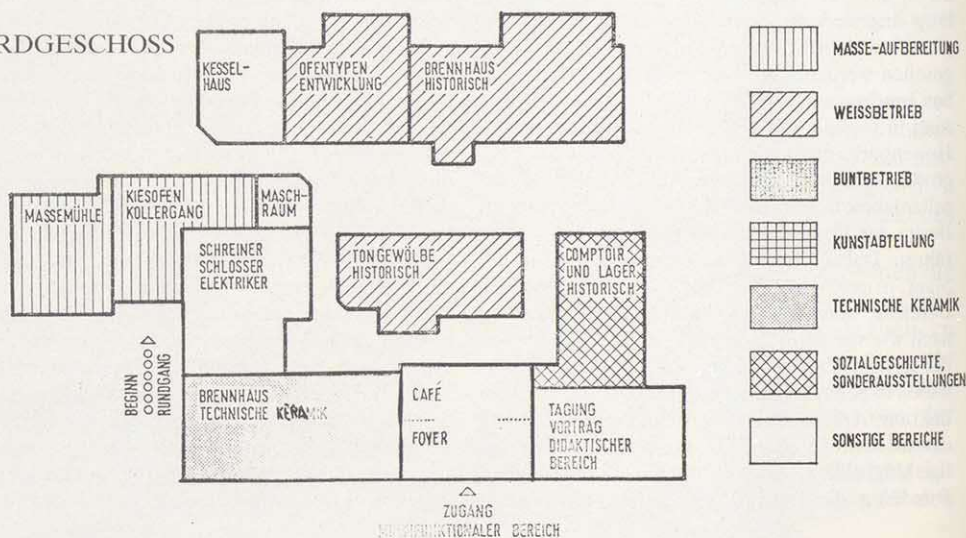 RDGESCHOSS
KESSEL-
HAUS
OFENTYPEN
ENTWICKLUNG
BRENNHAUS
HISTORISCH
MASSEMÜHLE
KIESOFEN
KOLLERGANG
MASCH-
RAUM
SCHREINER
SCHLOSSER
ELEKTRIKER
TONGEWÖLBE
HISTORISCH
COMPTOIR
UND LAGER
HISTORISCH
BEGINN
RUNDGANG
BRENNHAUS
TECHNISCHE KERAMIK
CAFÉ
FOYER
TAGUNG
VORTRAG
DIDAKTISCHER
BEREICH
ZUGANG
MULTIFUNKTIONALER BEREICH
MASSE-AUFBEREITUNG
WEISSBETRIEB
BUNTBETRIEB
KUNSTABTEILUNG
TECHNISCHE KERAMIK
SOZIALGESCHICHTE,
SONDERAUSSTELLUNGEN
SONSTIGE BEREICHE